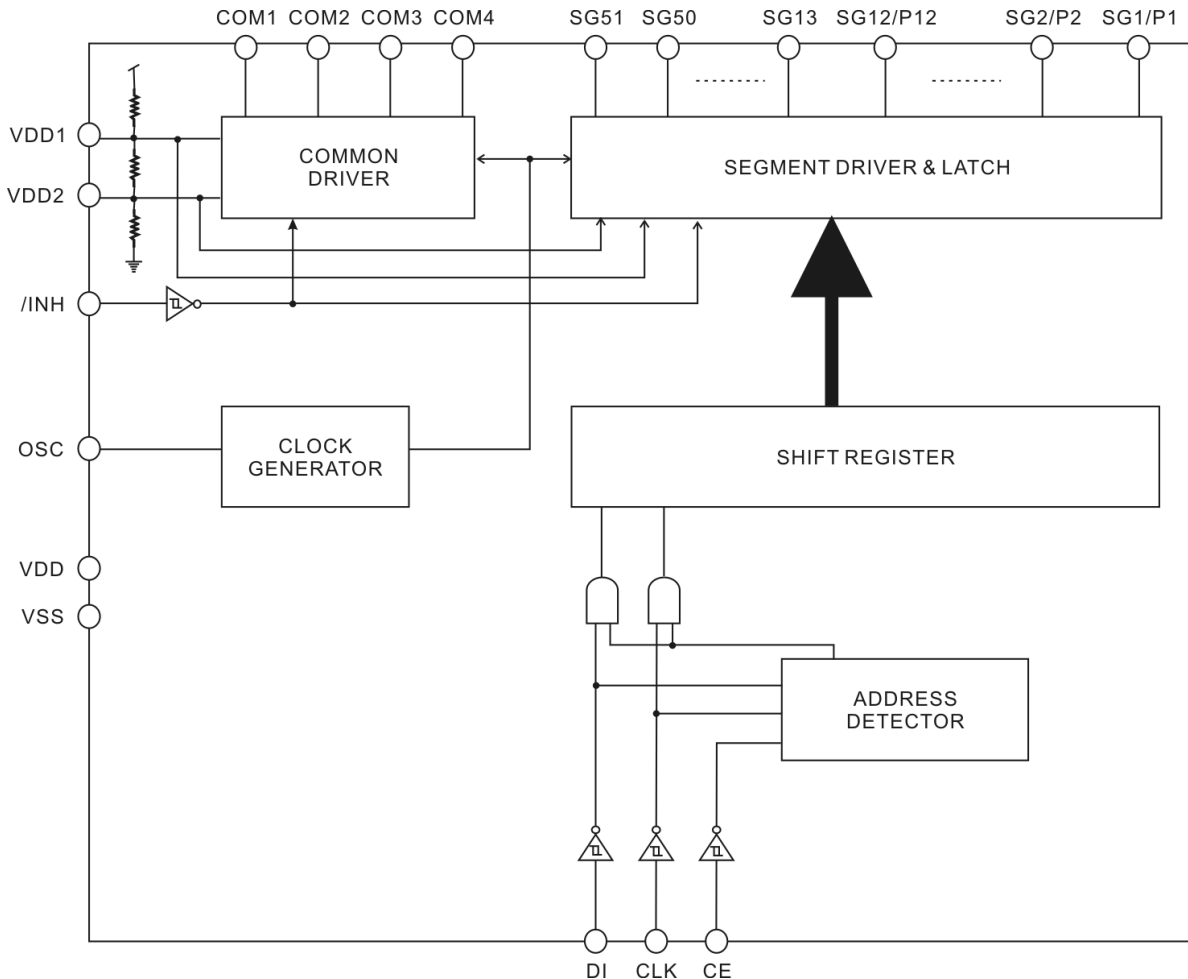 COM1 COM2 COM3 COM4 SG51 SG50 SG13 SG12/P12 SG2/P2 SG1/P1
VDD1
COMMON
DRIVER
SEGMENT DRIVER & LATCH
VDD2
/INH
OSC
CLOCK
GENERATOR
SHIFT REGISTER
VDD
VSS
ADDRESS
DETECTOR
DI CLK CE